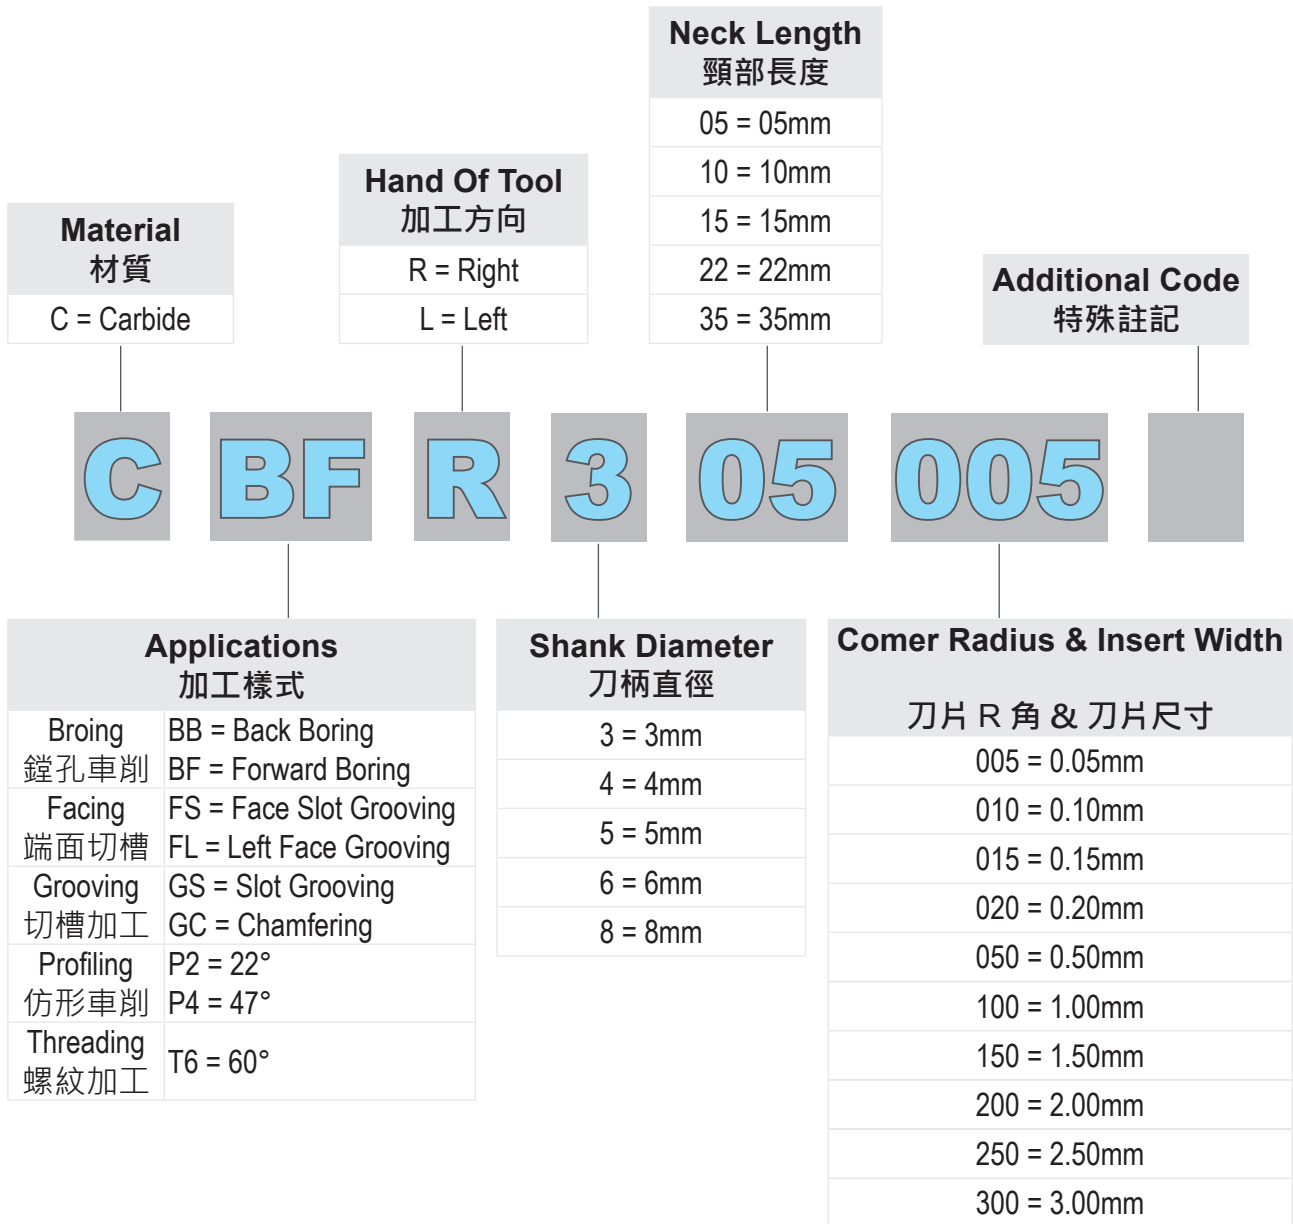 Neck Length
頸部長度
05 = 05mm
10 = 10mm
15 = 15mm
22 = 22mm
35 = 35mm
Hand Of Tool
加工方向
R = Right
L = Left
Material
材質
C = Carbide
Additional Code
特殊註記
C BF R 3 05 005
Applications
加工樣式
Broing
鏜孔車削
BB = Back Boring
BF = Forward Boring
Facing
端面切槽
FS = Face Slot Grooving
FL = Left Face Grooving
Grooving
切槽加工
GS = Slot Grooving
GC = Chamfering
Profiling
仿形車削
P2 = 22°
P4 = 47°
Threading
螺紋加工
T6 = 60°
Shank Diameter
刀柄直徑
3 = 3mm
4 = 4mm
5 = 5mm
6 = 6mm
8 = 8mm
Comer Radius & Insert Width
刀片 R 角 & 刀片尺寸
005 = 0.05mm
010 = 0.10mm
015 = 0.15mm
020 = 0.20mm
050 = 0.50mm
100 = 1.00mm
150 = 1.50mm
200 = 2.00mm
250 = 2.50mm
300 = 3.00mm